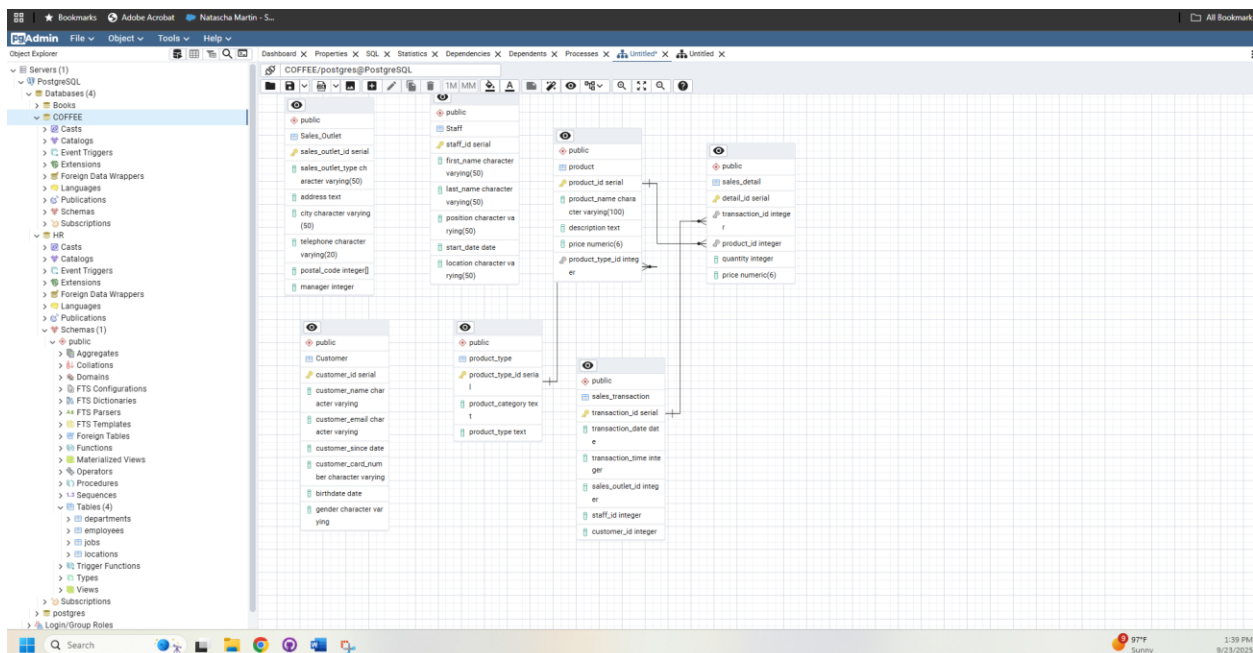 Bookmarks Adobe Acrobat Natascha Martin - S... All Bookmark
pgAdmin File Object Tools Help
Object Explorer
Dashboard X Properties X SQL X Statistics X Dependencies X Dependents X Processes X Untitled* X Untitled X
COFFEE/postgres@PostgreSQL
1M MM
Servers (1)
PostgreSQL
Databases (4)
Books
COFFEE
Casts
Catalogs
Event Triggers
Extensions
Foreign Data Wrappers
Languages
Publications
Schemas
Subscriptions
HR
Casts
Catalogs
Event Triggers
Extensions
Foreign Data Wrappers
Languages
Publications
Schemas (1)
public
Aggregates
Collations
Domains
FTS Configurations
FTS Dictionaries
FTS Parsers
FTS Templates
Foreign Tables
Functions
Materialized Views
Operators
Procedures
1..3 Sequences
Tables (4)
departments
employees
jobs
locations
Trigger Functions
Types
Views
Subscriptions
postgres
Login/Group Roles
public
Sales_Outlet
sales_outlet_id serial
sales_outlet_type ch
aracter varying(50)
address text
city character varying
(50)
telephone character
varying(20)
postal_code integer[]
manager integer
public
Staff
staff_id serial
first_name character
varying(50)
last_name character
varying(50)
position character va
rying(50)
start_date date
location character va
rying(50)
public
product
product_id serial
product_name chara
cter varying(100)
description text
price numeric(6)
product_type_id integ
er
public
sales_detail
detail_id serial
transaction_id intege
r
product_id integer
quantity integer
price numeric(6)
public
Customer
customer_id serial
customer_name char
acter varying
customer_email char
acter varying
customer_since date
customer_card_num
ber character varying
birthdate date
gender character var
ying
public
product_type
product_type_id seria
l
product_category tex
t
product_type text
public
sales_transaction
transaction_id serial
transaction_date dat
e
transaction_time inte
ger
sales_outlet_id integ
er
staff_id integer
customer_id integer
Search
9 97°F
Sunny
1:39 PM
9/23/2025